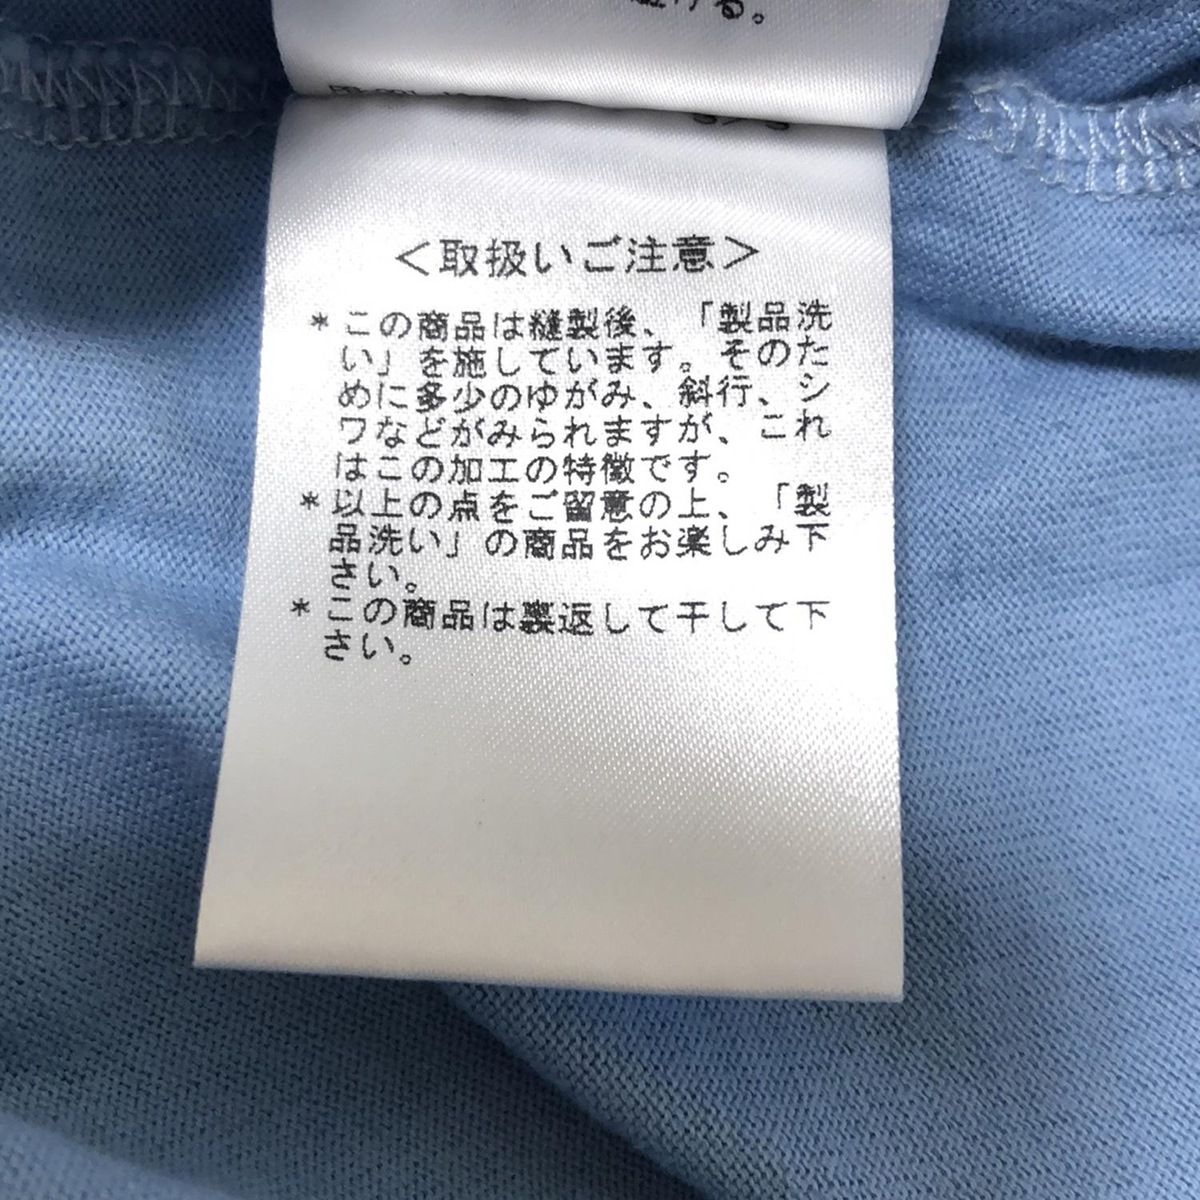 ける。
＜取扱いご注意＞
＊この商品は縫製後、「製品洗
い」を施しています。そのた
めに多少のゆがみ、斜行、シ
ワなどがみられますが、これ
はこの加工の特徴です。
＊以上の点をご留意の上、「製
品洗い」の商品をお楽しみ下
さい。
＊この商品は裏返して干して下
さい。